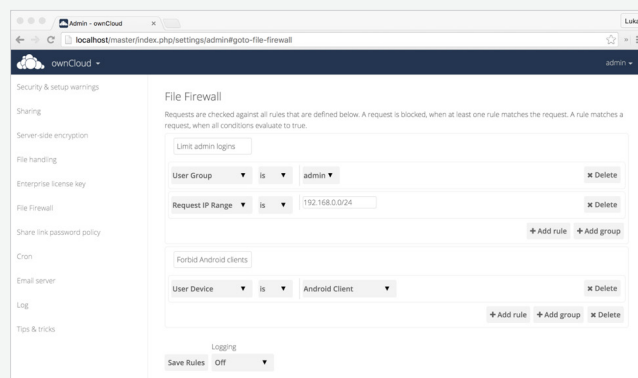 Admin - ownCloud
Luka
localhost/master/index.php/settings/admin#goto-file-firewall
ownCloud
admin
Security & setup warnings
Sharing
Server-side encryption
File handling
Enterprise license key
File Firewall
Share link password policy
Cron
Email server
Log
Tips & tricks
File Firewall
Requests are checked against all rules that are defined below. A request is blocked, when at least one rule matches the request. A rule matches a
request, when all conditions evaluate to true.
Limit admin logins
User Group is admin Delete
Request IP Range is 192.168.0.0/24 Delete
+ Add rule + Add group
Forbid Android clients
User Device is Android Client Delete
+ Add rule + Add group Delete
Logging
Save Rules Off